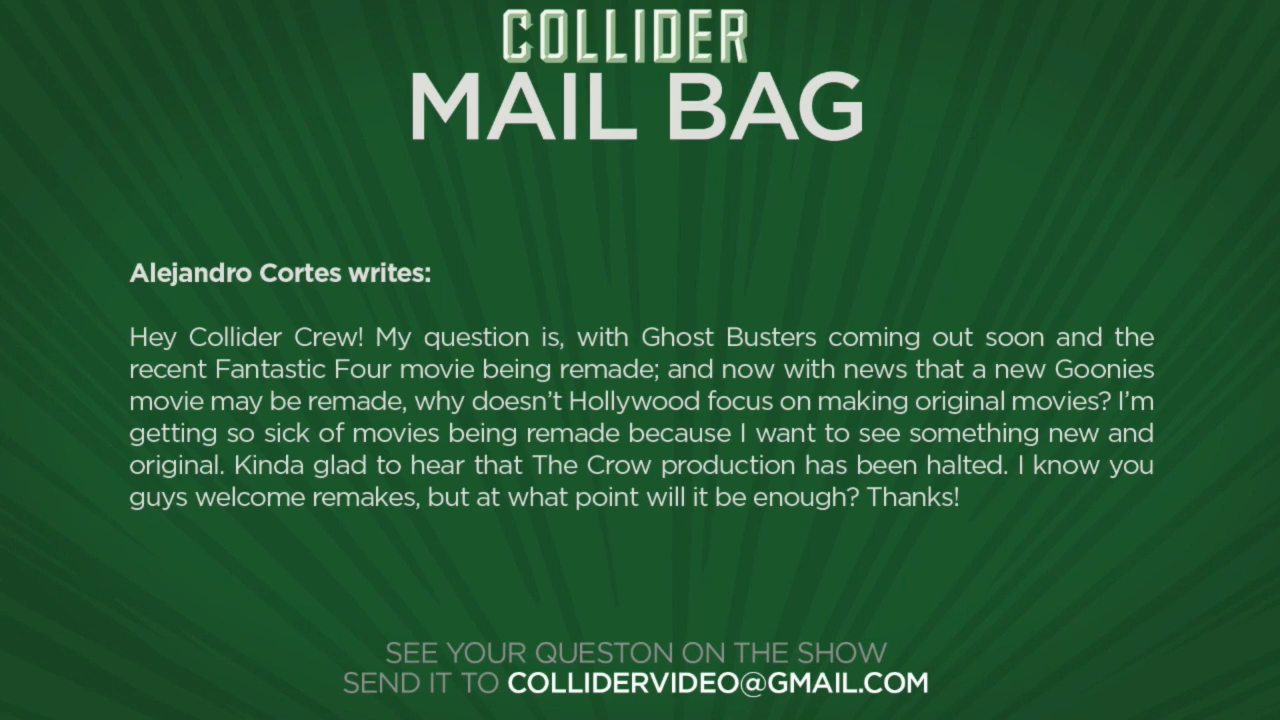 COLLIDER
MAIL BAG
Alejandro Cortes writes:
Hey Collider Crew! My question is, with Ghost Busters coming out soon and the
recent Fantastic Four movie being remade; and now with news that a new Goonies
movie may be remade, why doesn’t Hollywood focus on making original movies? I’m
getting so sick of movies being remade because I want to see something new and
original. Kinda glad to hear that The Crow production has been halted. I know you
guys welcome remakes, but at what point will it be enough? Thanks!
SEE YOUR QUESTON ON THE SHOW
SEND IT TO COLLIDERVIDEO@GMAIL.COM